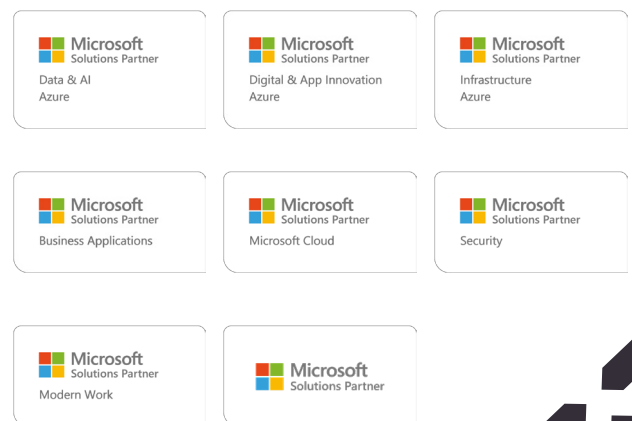 Microsoft
Solutions Partner
Data & AI
Azure
Microsoft
Solutions Partner
Digital & App Innovation
Azure
Microsoft
Solutions Partner
Infrastructure
Azure
Microsoft
Solutions Partner
Business Applications
Microsoft
Solutions Partner
Microsoft Cloud
Microsoft
Solutions Partner
Security
Microsoft
Solutions Partner
Modern Work
Microsoft
Solutions Partner